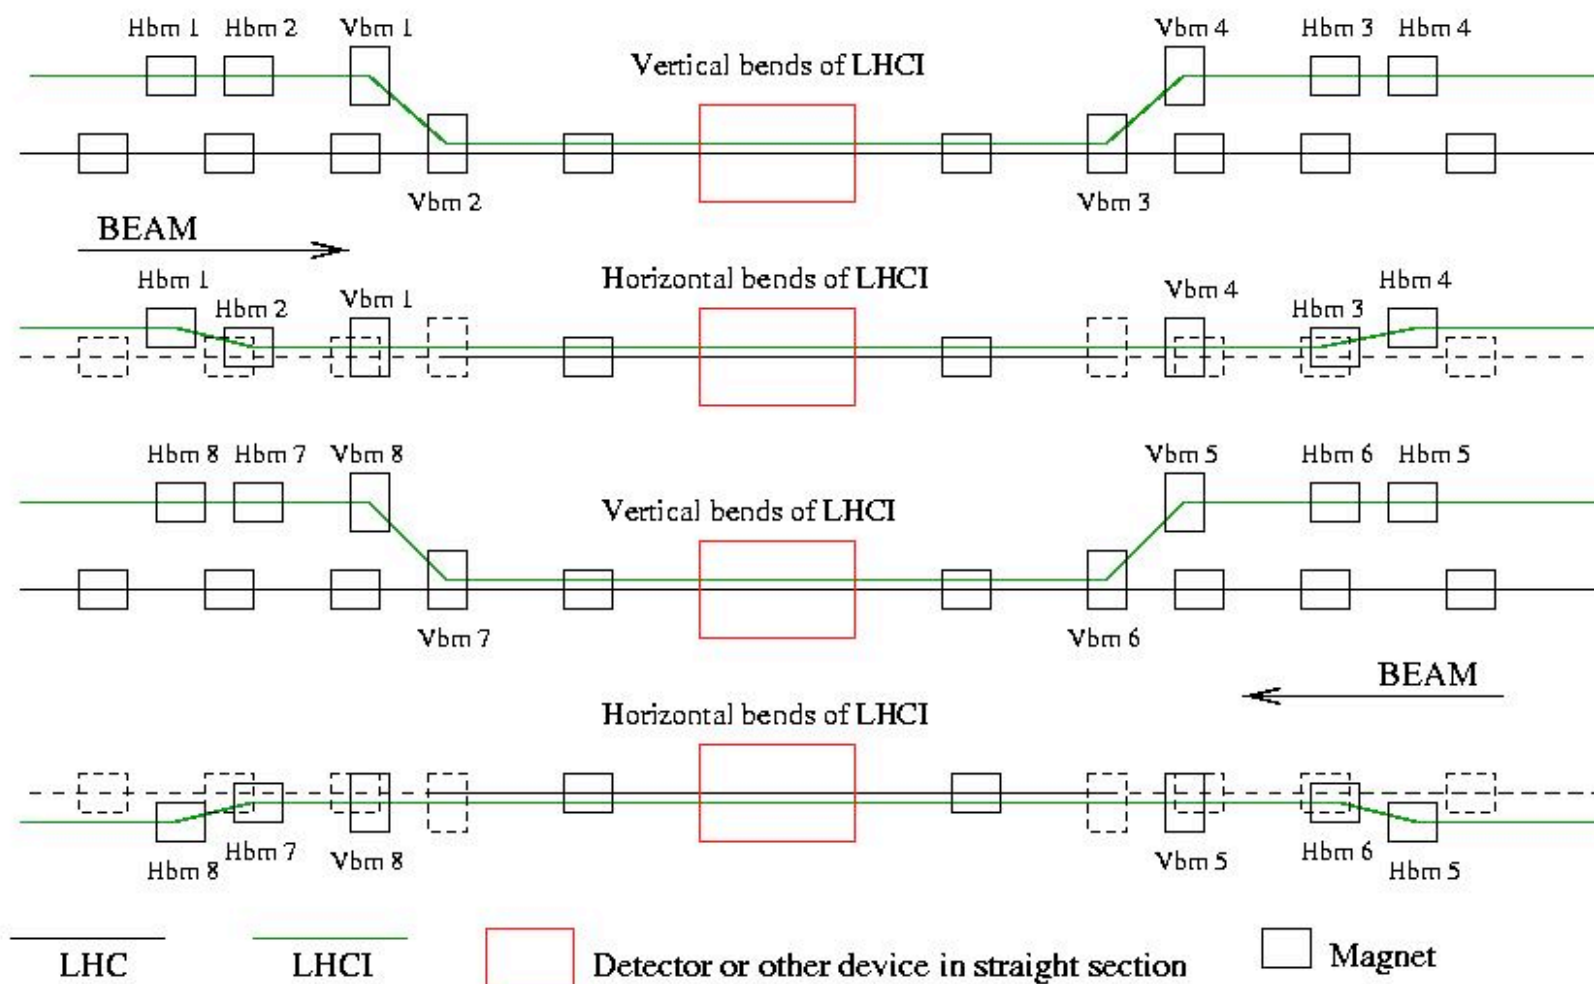 Hbm 1 Hbm 2 Vbm 1 Vbm 4 Hbm 3 Hbm 4
Vertical bends of LHCI
Vbm 2 Vbm 3
BEAM
Horizontal bends of LHCI
Hbm 1 Hbm 2 Vbm 1 Vbm 4 Hbm 3 Hbm 4
Hbm 8 Hbm 7 Vbm 8 Vbm 5 Hbm 6 Hbm 5
Vertical bends of LHCI
Vbm 7 Vbm 6
BEAM
Horizontal bends of LHCI
Hbm 8 Hbm 7 Vbm 8 Vbm 5 Hbm 6 Hbm 5
LHC LHCI Detector or other device in straight section Magnet